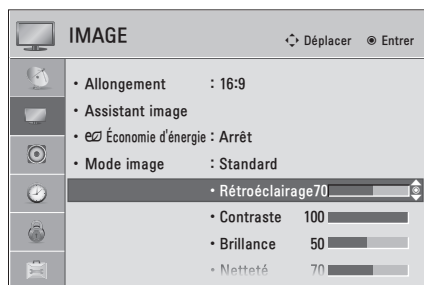 IMAGE Déplacer Entrer
• Allongement : 16:9
• Assistant image
• eco Économie d'énergie : Arrêt
• Mode image : Standard
• Rétroéclairage70
• Contraste 100
• Brillance 50
• Netteté 70